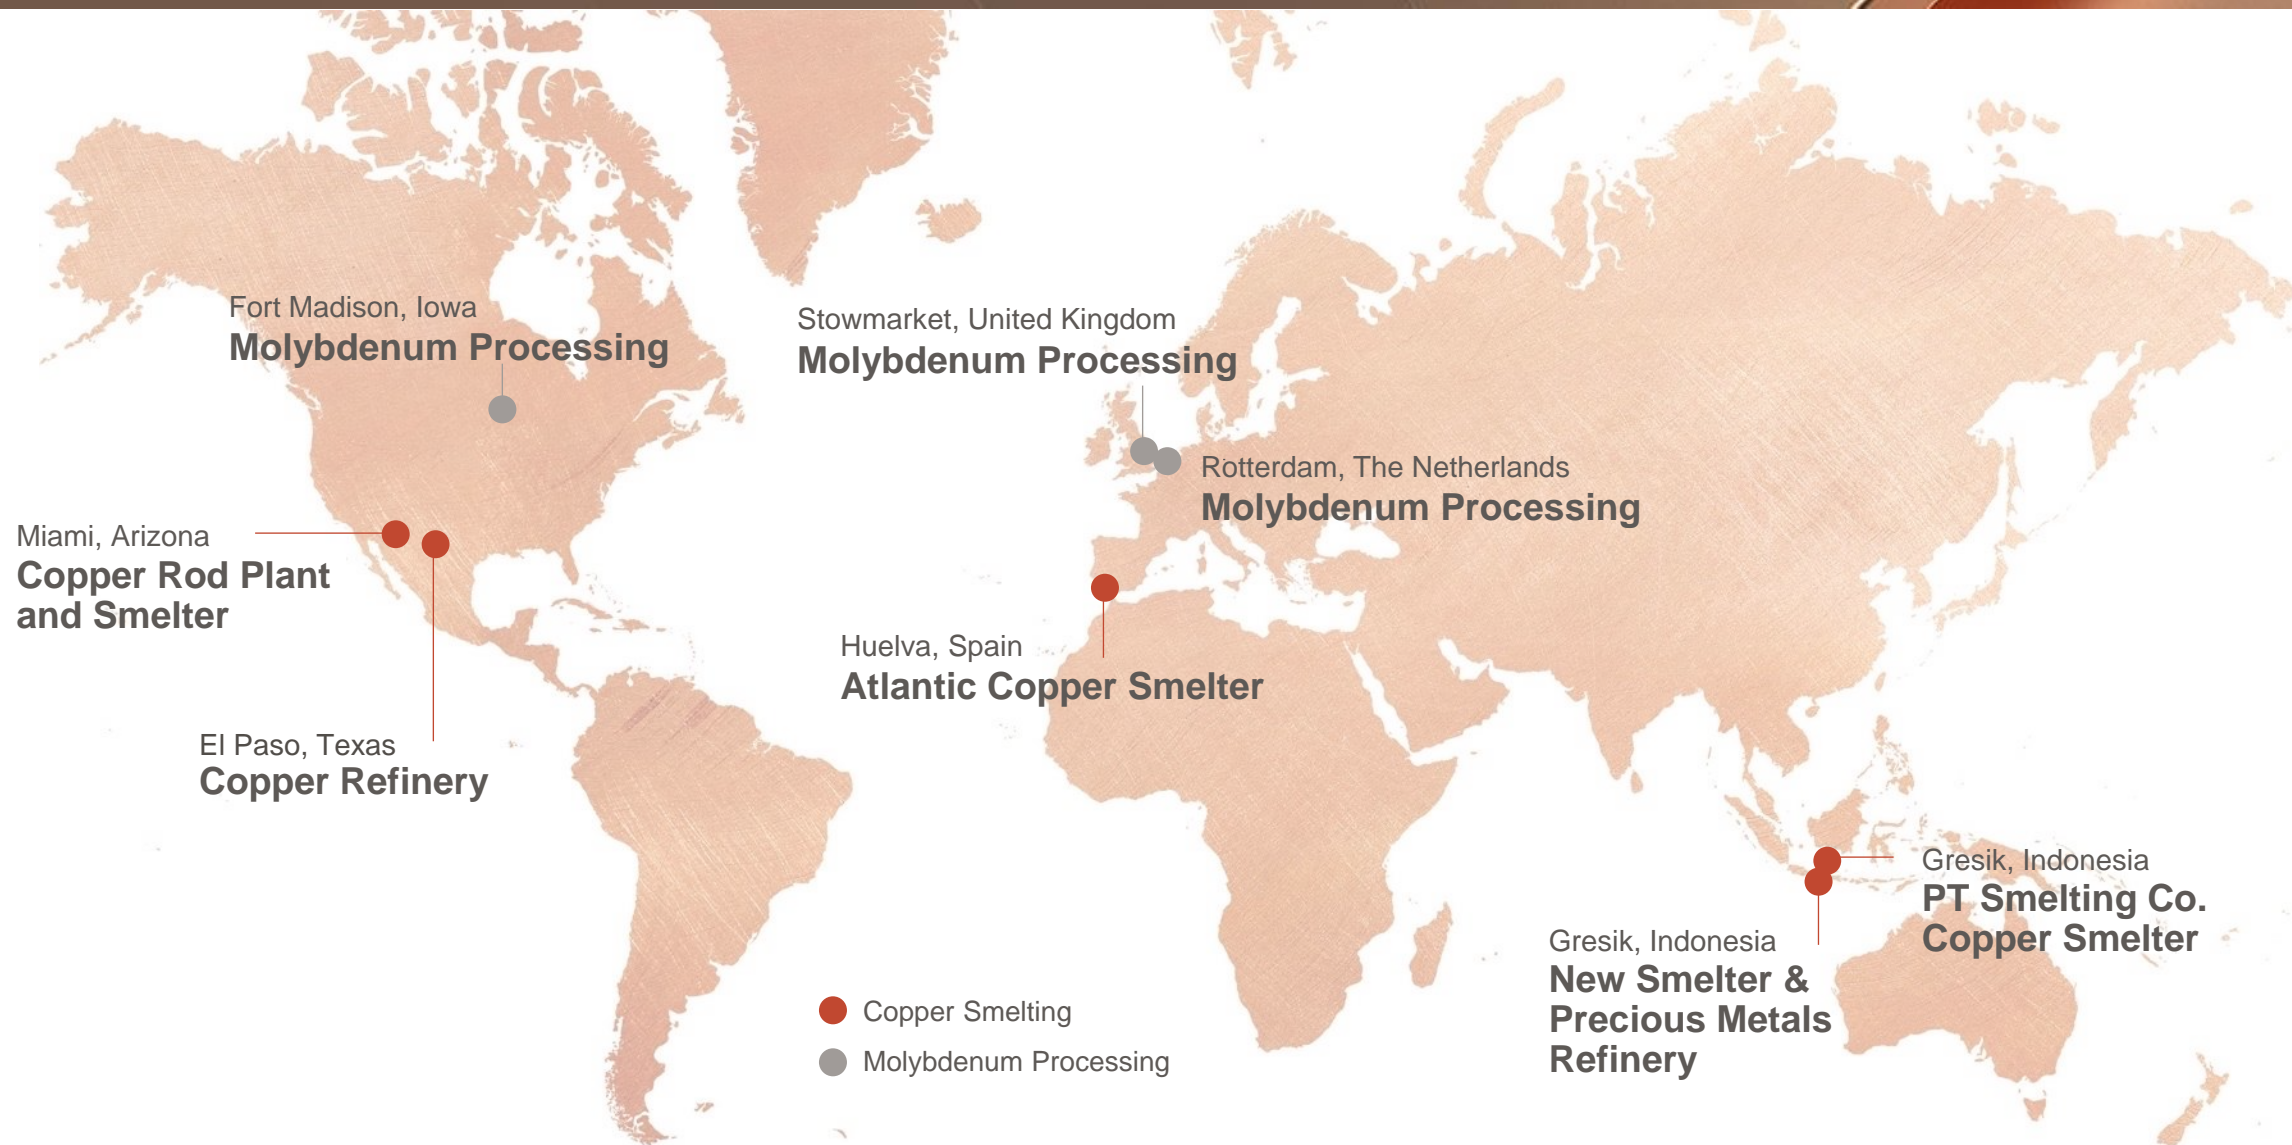 Fort Madison, Iowa
Molybdenum Processing
Stowmarket, United Kingdom
Molybdenum Processing
Rotterdam, The Netherlands
Molybdenum Processing
Miami, Arizona
Copper Rod Plant
and Smelter
Huelva, Spain
Atlantic Copper Smelter
El Paso, Texas
Copper Refinery
Gresik, Indonesia
PT Smelting Co.
Copper Smelter
Gresik, Indonesia
New Smelter &
Precious Metals
Refinery
Copper Smelting
Molybdenum Processing